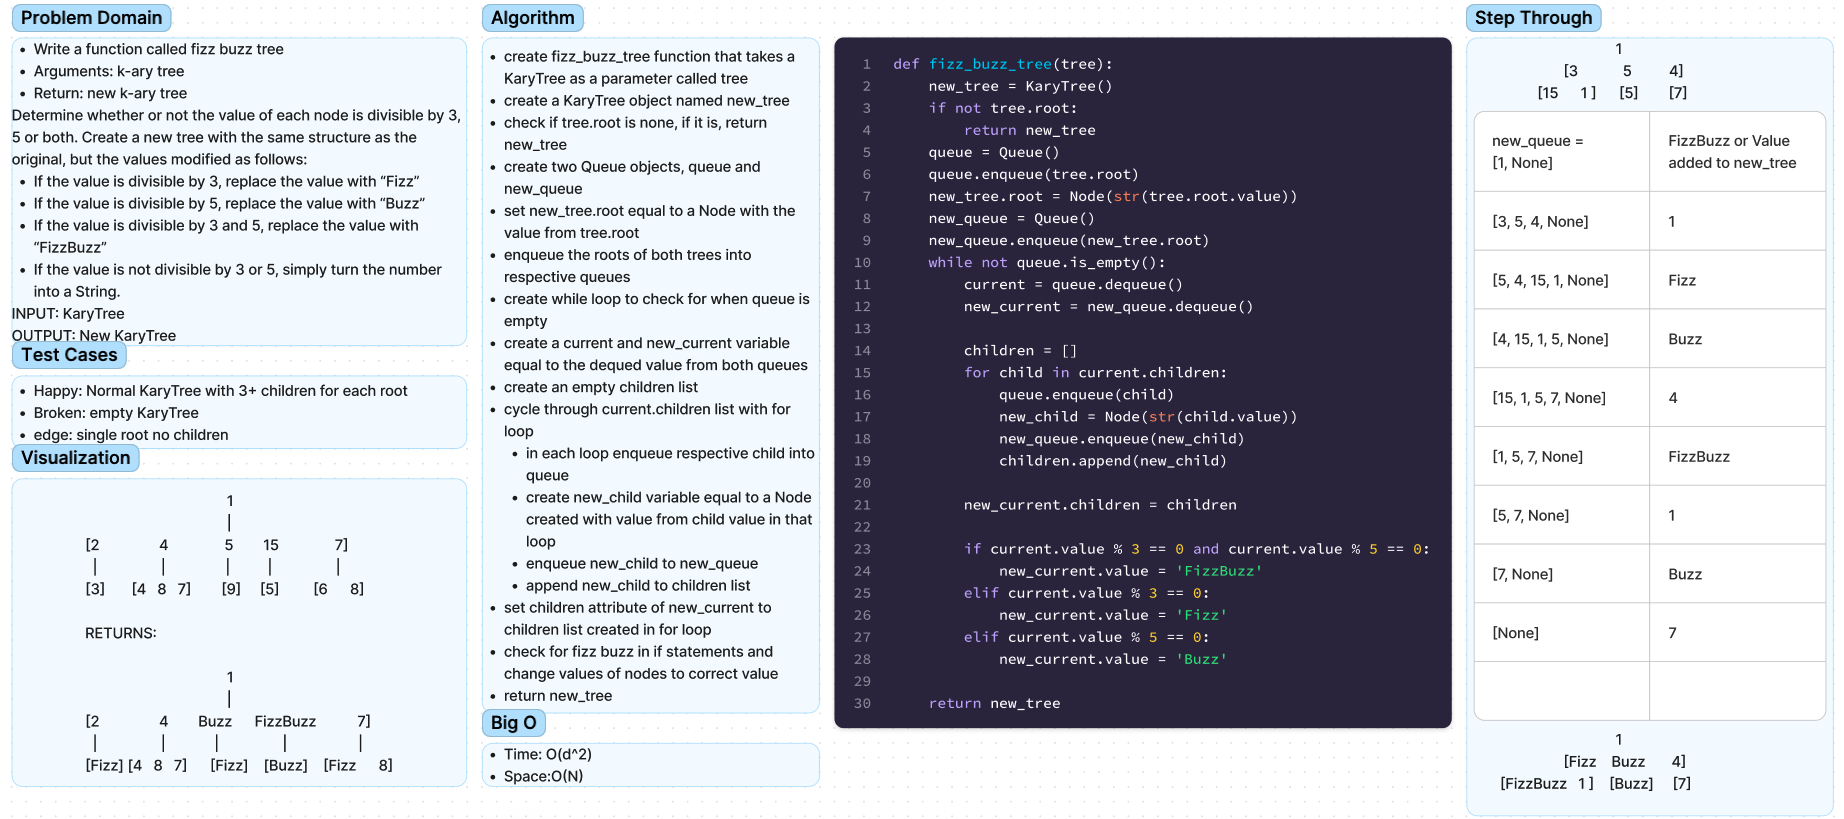 Problem Domain
• Write a function called fizz buzz tree
• Arguments: k-ary tree
• Return: new k-ary tree
Determine whether or not the value of each node is divisible by 3,
5 or both. Create a new tree with the same structure as the
original, but the values modified as follows:
• If the value is divisible by 3, replace the value with “Fizz”
• If the value is divisible by 5, replace the value with “Buzz”
• If the value is divisible by 3 and 5, replace the value with
“FizzBuzz”
• If the value is not divisible by 3 or 5, simply turn the number
into a String.
INPUT: KaryTree
OUTPUT: New KaryTree
Test Cases
• Happy: Normal KaryTree with 3+ children for each root
• Broken: empty KaryTree
• edge: single root no children
Visualization
1
|
[2 4 5 15 7]
| | | | |
[3] [4 8 7] [9] [5] [6 8]
RETURNS:
1
|
[2 4 Buzz FizzBuzz 7]
| | | | |
[Fizz] [4 8 7] [Fizz] [Buzz] [Fizz 8]
Algorithm
• create fizz_buzz_tree function that takes a
KaryTree as a parameter called tree
• create a KaryTree object named new_tree
• check if tree.root is none, if it is, return
new_tree
• create two Queue objects, queue and
new_queue
• set new_tree.root equal to a Node with the
value from tree.root
• enqueue the roots of both trees into
respective queues
• create while loop to check for when queue is
empty
• create a current and new_current variable
equal to the dequed value from both queues
• create an empty children list
• cycle through current.children list with for
loop
• in each loop enqueue respective child into
queue
• create new_child variable equal to a Node
created with value from child value in that
loop
• enqueue new_child to new_queue
• append new_child to children list
• set children attribute of new_current to
children list created in for loop
• check for fizz buzz in if statements and
change values of nodes to correct value
• return new_tree
Big O
• Time: O(d^2)
• Space:O(N)
1 def fizz_buzz_tree(tree):
2 new_tree = KaryTree()
3 if not tree.root:
4 return new_tree
5 queue = Queue()
6 queue.enqueue(tree.root)
7 new_tree.root = Node(str(tree.root.value))
8 new_queue = Queue()
9 new_queue.enqueue(new_tree.root)
10 while not queue.is_empty():
11 current = queue.dequeue()
12 new_current = new_queue.dequeue()
13
14 children = []
15 for child in current.children:
16 queue.enqueue(child)
17 new_child = Node(str(child.value))
18 new_queue.enqueue(new_child)
19 children.append(new_child)
20
21 new_current.children = children
22
23 if current.value % 3 == 0 and current.value % 5 == 0:
24 new_current.value = 'FizzBuzz'
25 elif current.value % 3 == 0:
26 new_current.value = 'Fizz'
27 elif current.value % 5 == 0:
28 new_current.value = 'Buzz'
29
30 return new_tree
Step Through
1
[3 5 4]
[15 1 ] [5] [7]
new_queue =
[1, None]
FizzBuzz or Value
added to new_tree
[3, 5, 4, None] 1
[5, 4, 15, 1, None] Fizz
[4, 15, 1, 5, None] Buzz
[15, 1, 5, 7, None] 4
[1, 5, 7, None] FizzBuzz
[5, 7, None] 1
[7, None] Buzz
[None] 7
1
[Fizz Buzz 4]
[FizzBuzz 1 ] [Buzz] [7]